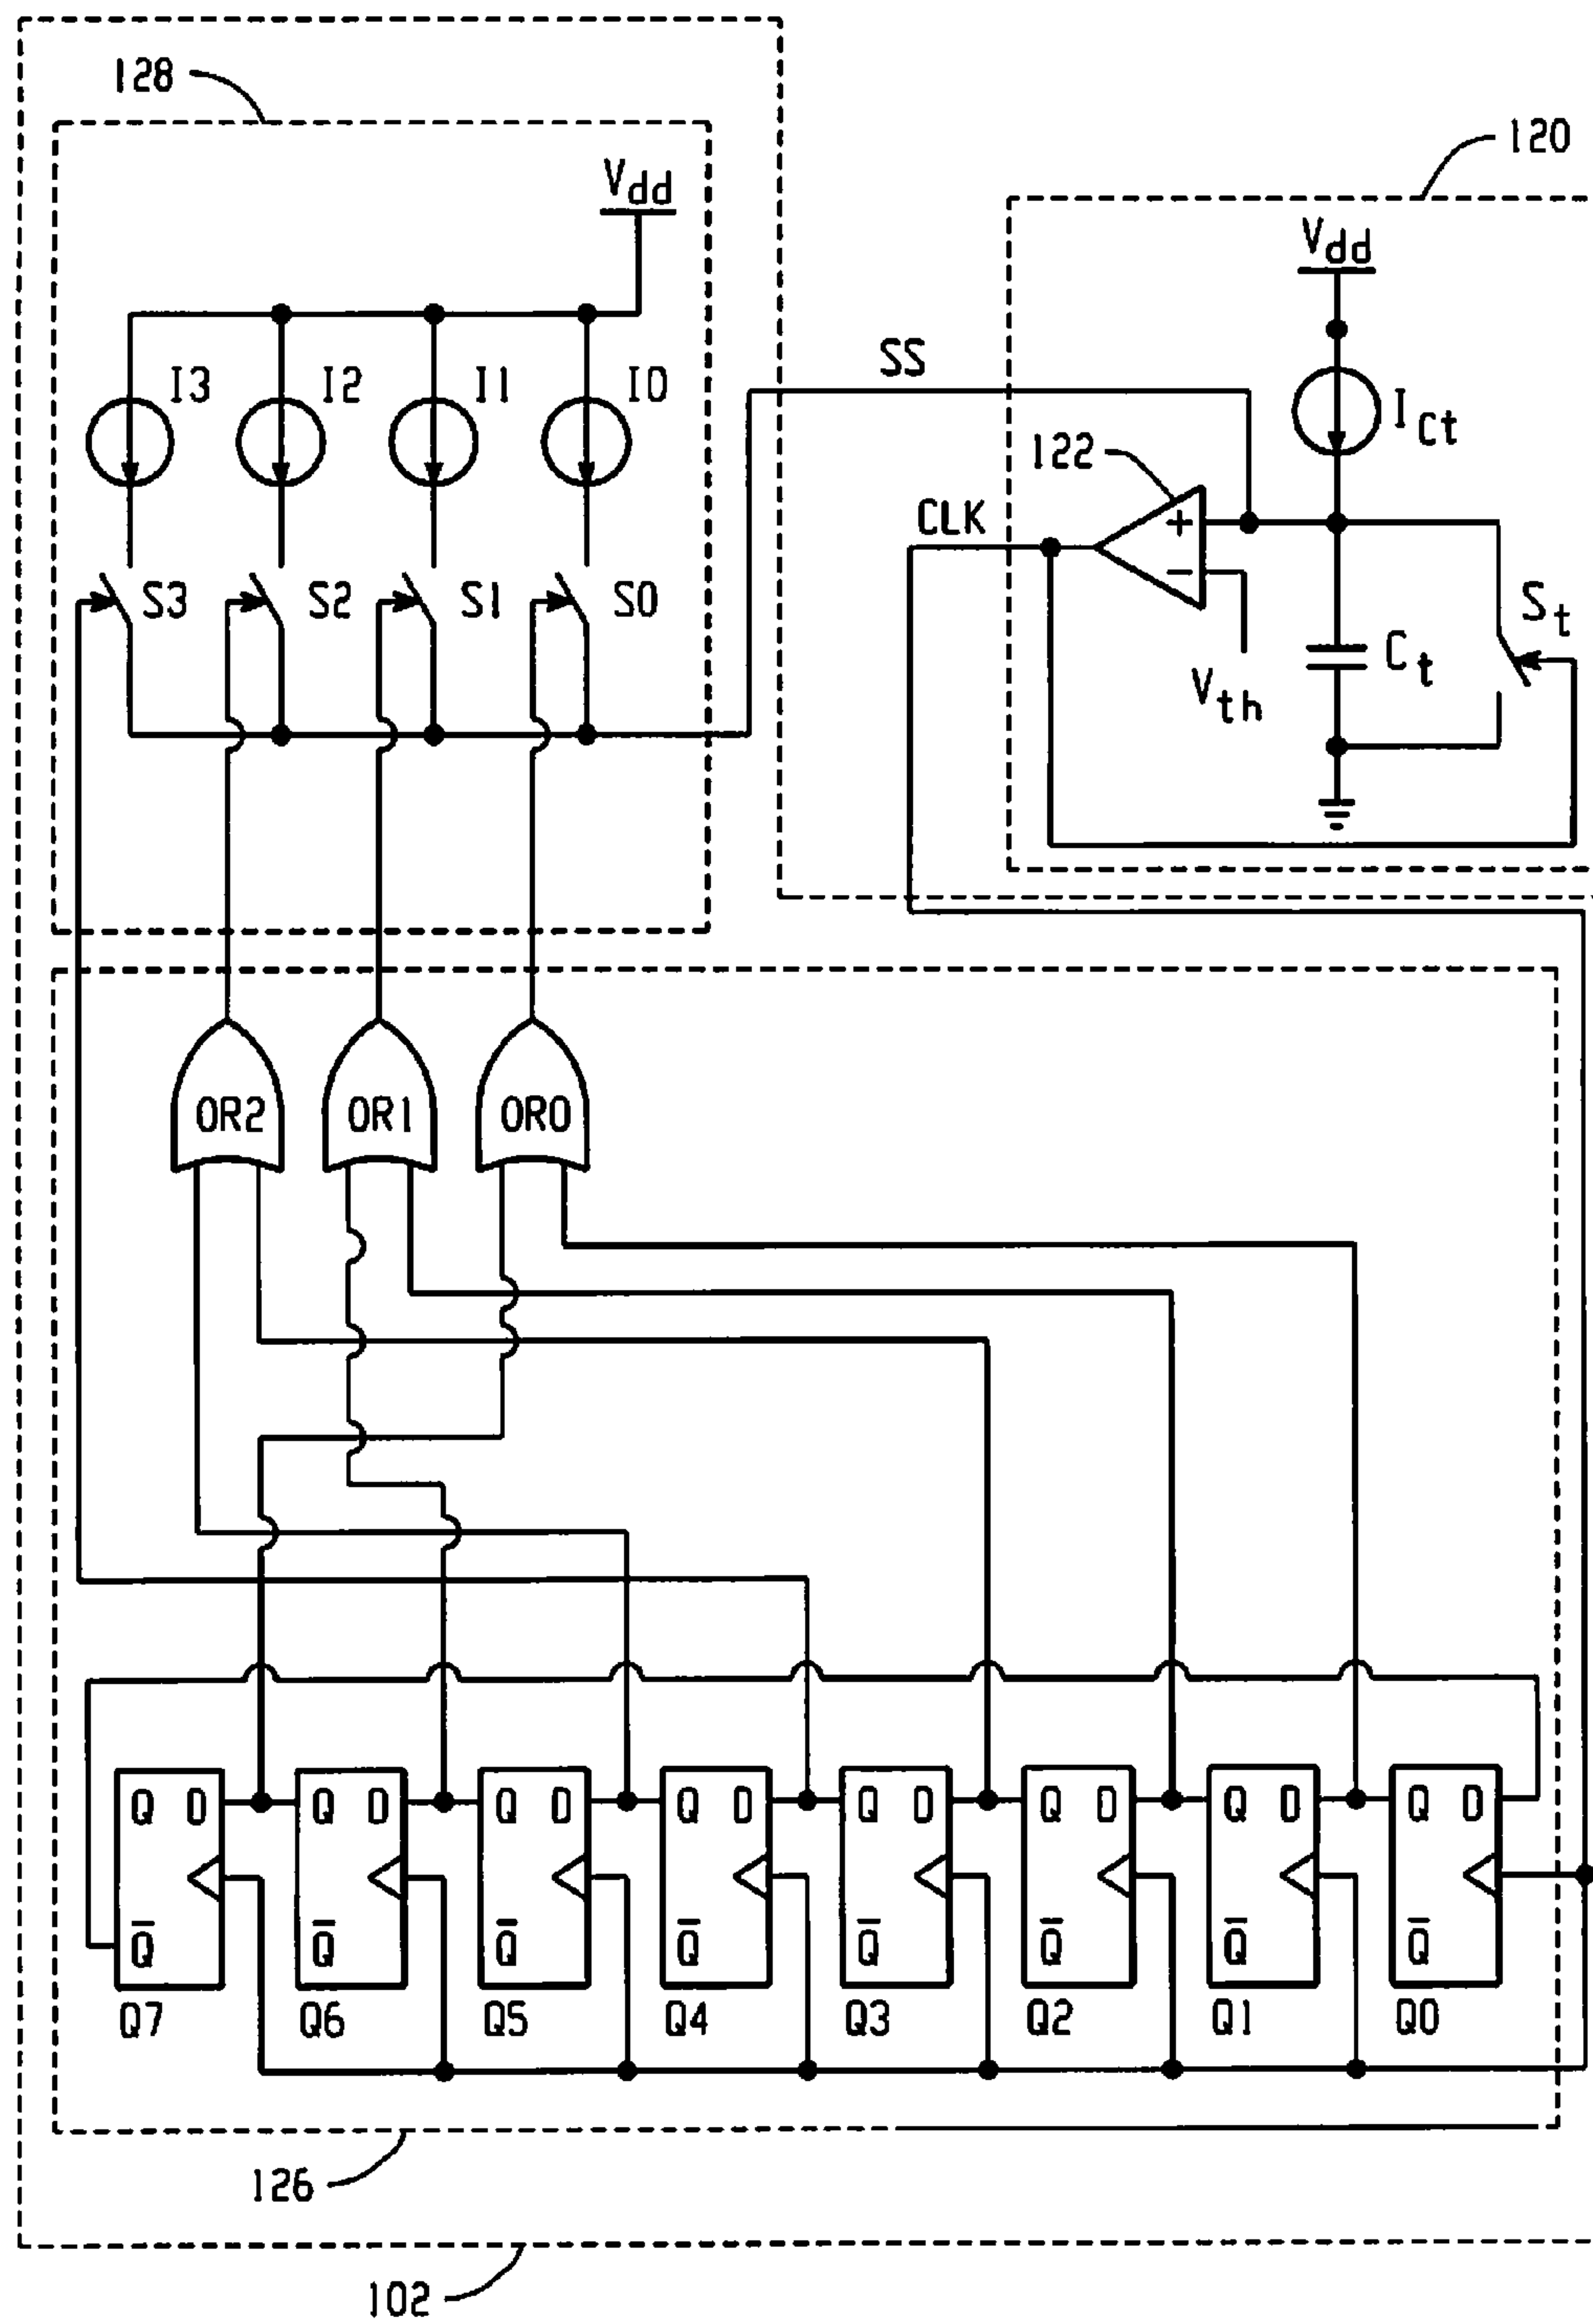 128
120
Vdd
Vdd
I3 I2 I1 I0
SS
ICt
122
CLK
+
−
S3 S2 S1 S0
St
Ct
Vth
OR2 OR1 OR0
Q D Q D Q D Q D Q D Q D Q D Q D
Q̅ Q̅ Q̅ Q̅ Q̅ Q̅ Q̅ Q̅
Q7 Q6 Q5 Q4 Q3 Q2 Q1 Q0
126
102